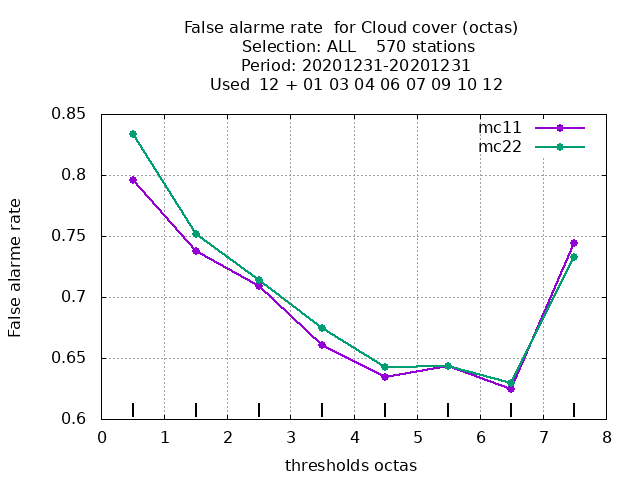 False alarme rate  for Cloud cover (octas)
Selection: ALL    570 stations
Period: 20201231-20201231
Used  12 + 01 03 04 06 07 09 10 12
mc11
mc22
0.85
0.8
0.75
0.7
0.65
0.6
False alarme rate
0 1 2 3 4 5 6 7 8
thresholds octas